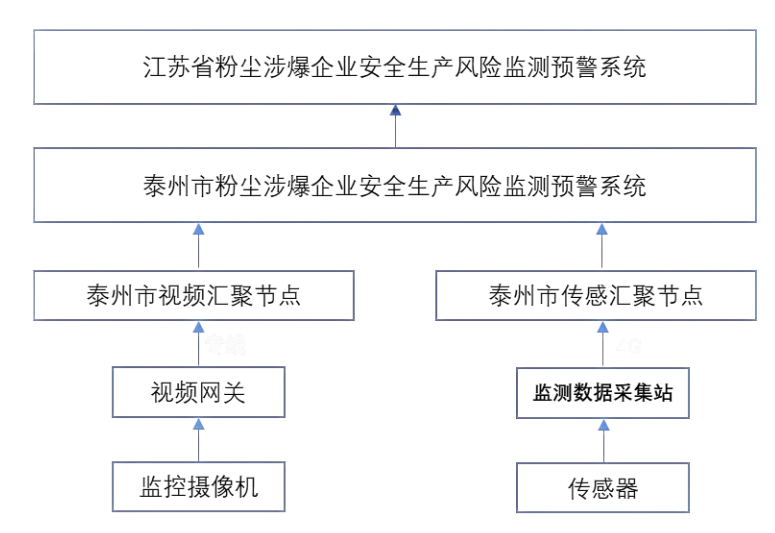 江苏省粉尘涉爆企业安全生产风险监测预警系统
泰州市粉尘涉爆企业安全生产风险监测预警系统
泰州市视频汇聚节点
泰州市传感汇聚节点
专线
4G
视频网关
监测数据采集站
监控摄像机
传感器